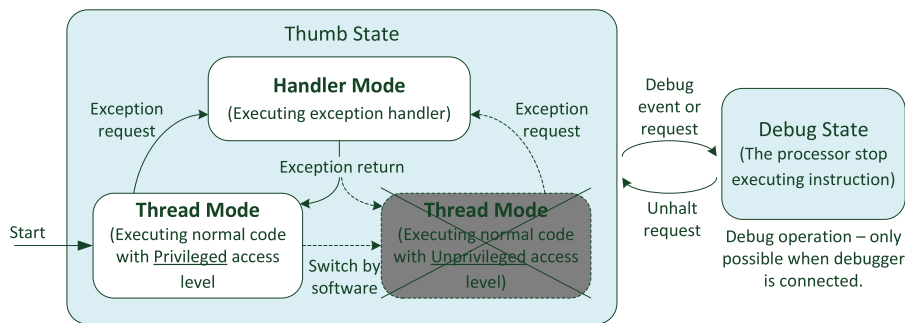 Thumb State
Handler Mode
(Executing exception handler)
Exception
request
Exception
request
Exception return
Start
Thread Mode
(Executing normal code
with Privileged access
level
Switch by
software
Thread Mode
(Executing normal code
with Unprivileged access
level)
Debug
event or
request
Unhalt
request
Debug State
(The processor stop
executing instruction)
Debug operation – only
possible when debugger
is connected.